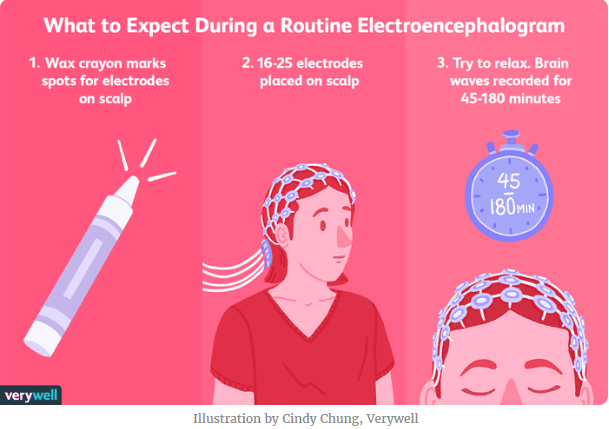 What to Expect During a Routine Electroencephalogram
1. Wax crayon marks
spots for electrodes
on scalp
2. 16-25 electrodes
placed on scalp
3. Try to relax. Brain
waves recorded for
45-180 minutes
45
180 MIN
verywell
Illustration by Cindy Chung, Verywell